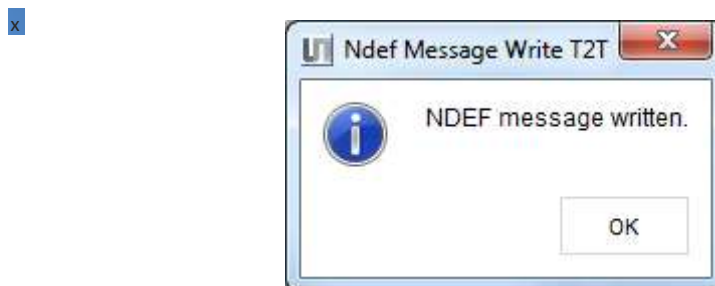 x
Ndef Message Write T2T
NDEF message written.
OK